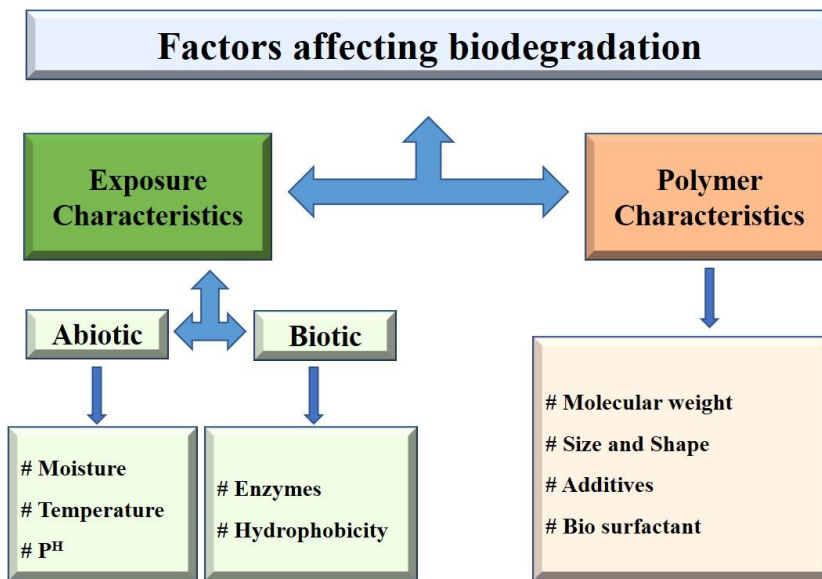 Factors affecting biodegradation
Exposure
Characteristics
Polymer
Characteristics
Abiotic
Biotic
# Moisture
# Temperature
# Pᴴ
# Enzymes
# Hydrophobicity
# Molecular weight
# Size and Shape
# Additives
# Bio surfactant